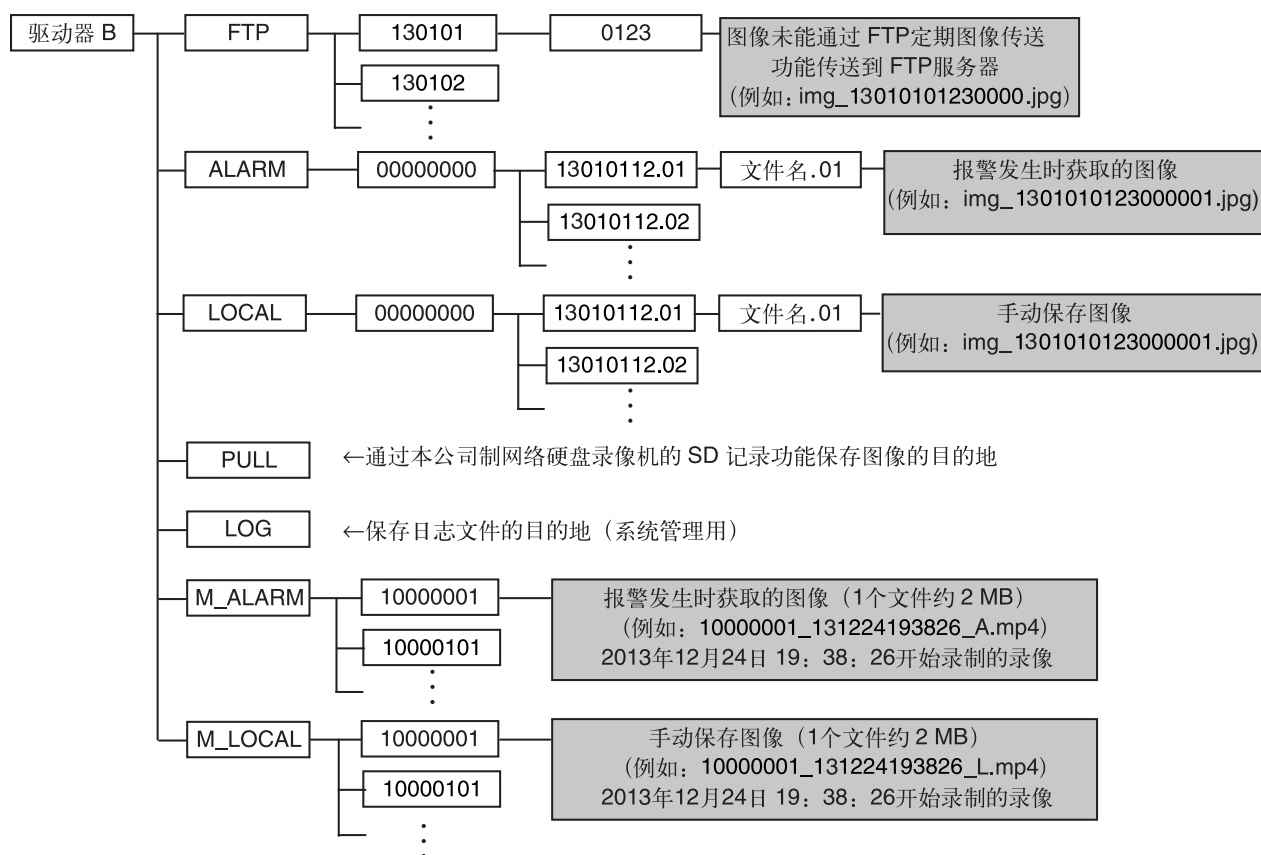 驱动器 B
FTP
130101
0123
图像未能通过 FTP定期图像传送
功能传送到 FTP服务器
(例如：img_13010101230000.jpg)
130102
ALARM
00000000
13010112.01
文件名.01
报警发生时获取的图像
(例如：img_1301010123000001.jpg)
13010112.02
LOCAL
00000000
13010112.01
文件名.01
手动保存图像
(例如：img_1301010123000001.jpg)
13010112.02
PULL
←通过本公司制网络硬盘录像机的 SD 记录功能保存图像的目的地
LOG
←保存日志文件的目的地（系统管理用）
M_ALARM
10000001
报警发生时获取的图像（1个文件约 2 MB）
（例如：10000001_131224193826_A.mp4）
2013年12月24日 19：38：26开始录制的录像
10000101
M_LOCAL
10000001
手动保存图像（1个文件约 2 MB）
（例如：10000001_131224193826_L.mp4）
2013年12月24日 19：38：26开始录制的录像
10000101